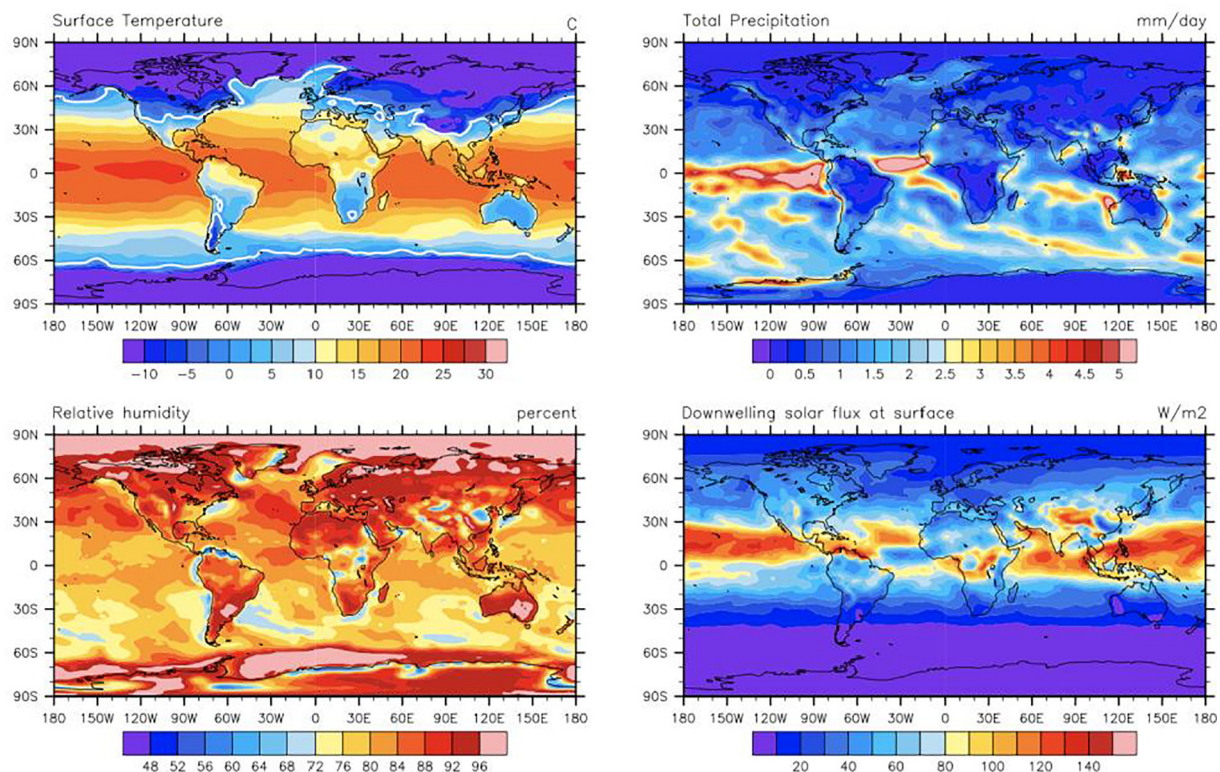 Surface Temperature C
90N
60N
30N
0
30S
60S
90S
180 150W 120W 90W 60W 30W 0 30E 60E 90E 120E 150E 180
−10 −5 0 5 10 15 20 25 30
Total Precipitation mm/day
90N
60N
30N
0
30S
60S
90S
180 150W 120W 90W 60W 30W 0 30E 60E 90E 120E 150E 180
0 0.5 1 1.5 2 2.5 3 3.5 4 4.5 5
Relative humidity percent
90N
60N
30N
0
30S
60S
90S
180 150W 120W 90W 60W 30W 0 30E 60E 90E 120E 150E 180
48 52 56 60 64 68 72 76 80 84 88 92 96
Downwelling solar flux at surface W/m2
90N
60N
30N
0
30S
60S
90S
180 150W 120W 90W 60W 30W 0 30E 60E 90E 120E 150E 180
20 40 60 80 100 120 140